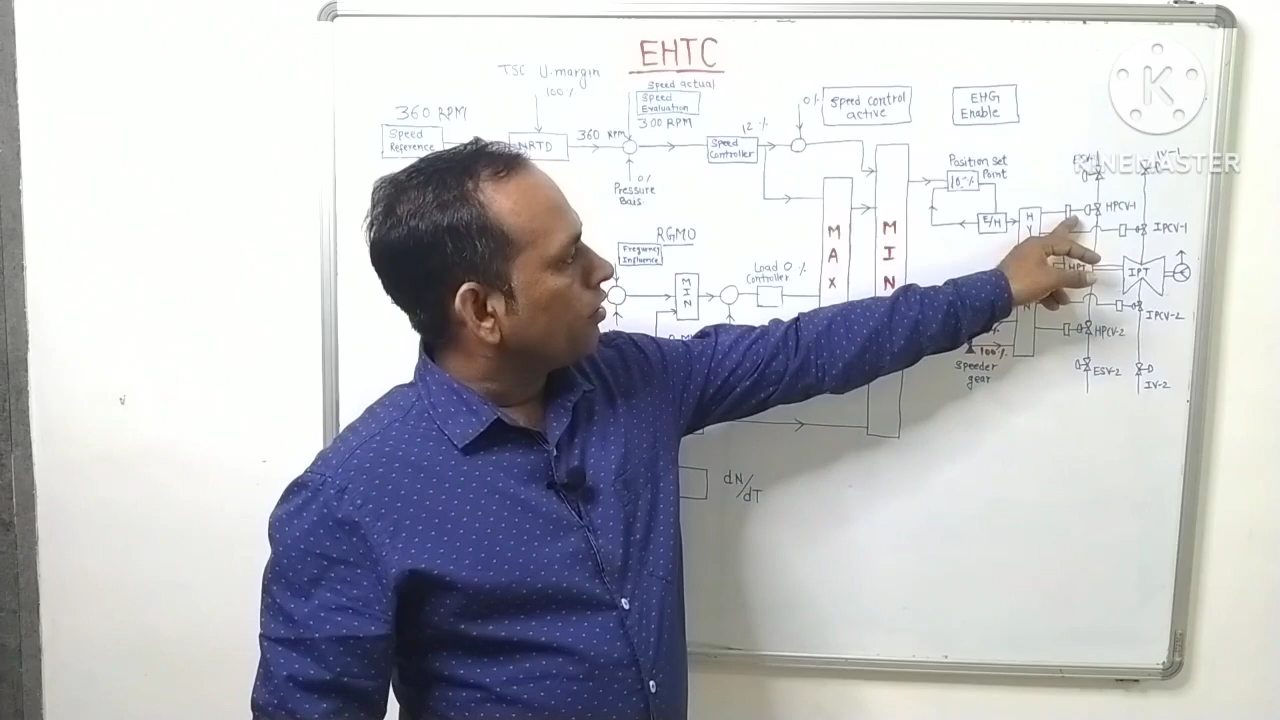 EHTC
TSC U.margin
100 %
Speed actual
Speed
Evaluation
300 RPM
360 RPM
Speed
Reference
NRTD
360 RPM
0%
Pressure
Bais
12 %
Speed
Controller
0%
Speed control
active
EHG
Enable
Position set
Point
E/H
MAX
MIN
RGMO
Frequency
Influence
MIN
Load 0 %
Controller
100%
Speeder
gear
HPCV-1
IPCV-1
HPT
IPT
IPCV-2
HPCV-2
ESV-2
IV-2
IV-1
dN/dT
K
KINEMASTER